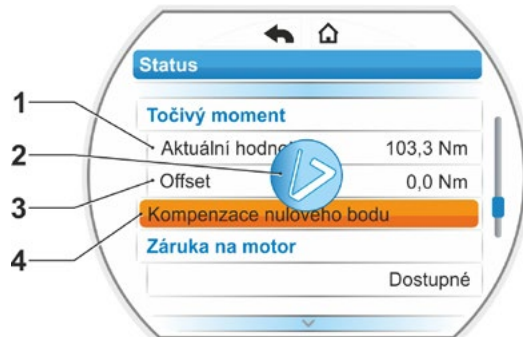 Status
Točivý moment
1
Aktuální 103,3 Nm
2
Offset 0,0 Nm
3
Kompenzace nulového bodu
4
Záruka na motor
Dostupné